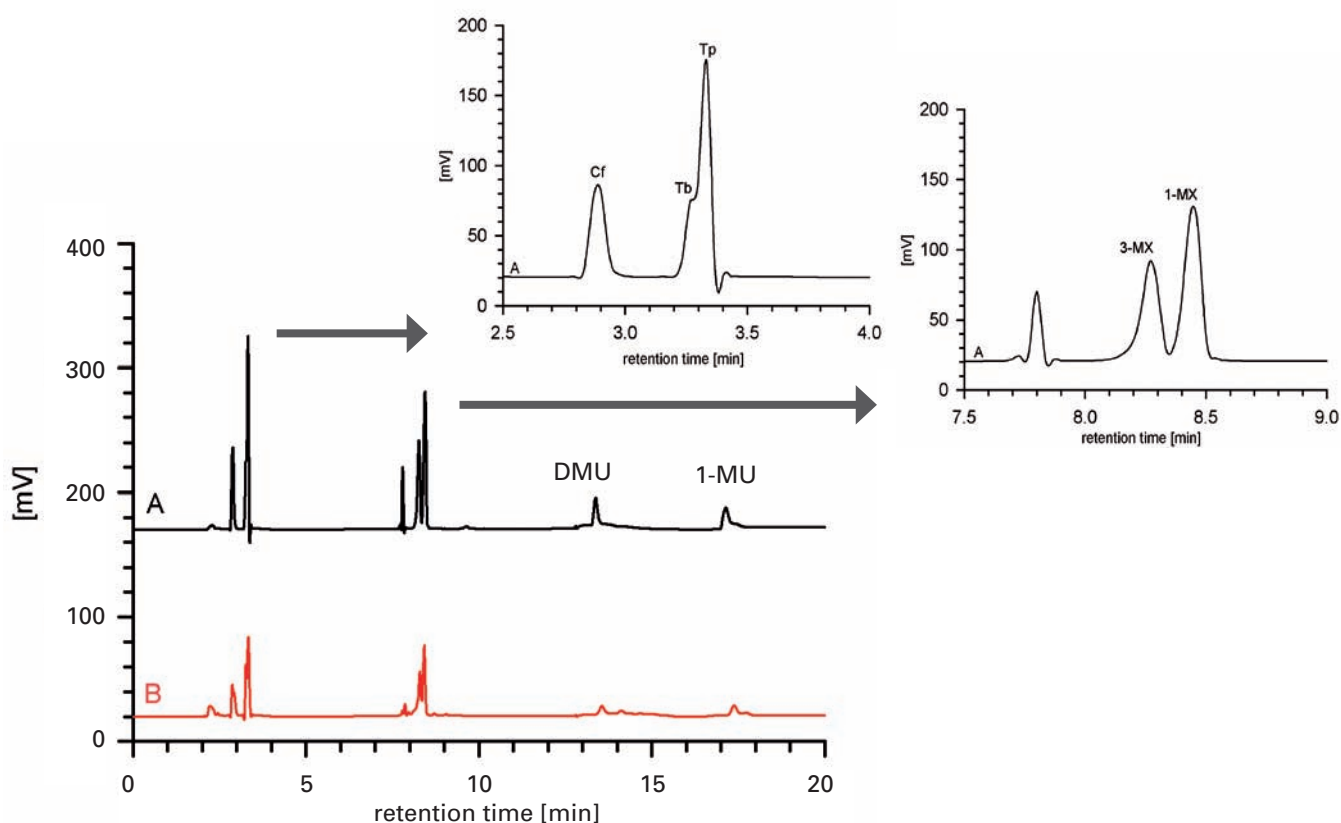 200
150
100
50
0
[mV]
Cf
Tb
Tp
A
2.5 3.0 3.5 4.0
retention time [min]
200
150
100
50
0
[mV]
3-MX
1-MX
A
7.5 8.0 8.5 9.0
retention time [min]
400
300
200
100
0
[mV]
A
DMU
1-MU
B
0 5 10 15 20
retention time [min]